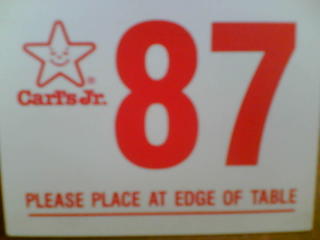 87
Carl's Jr.
PLEASE PLACE AT EDGE OF TABLE